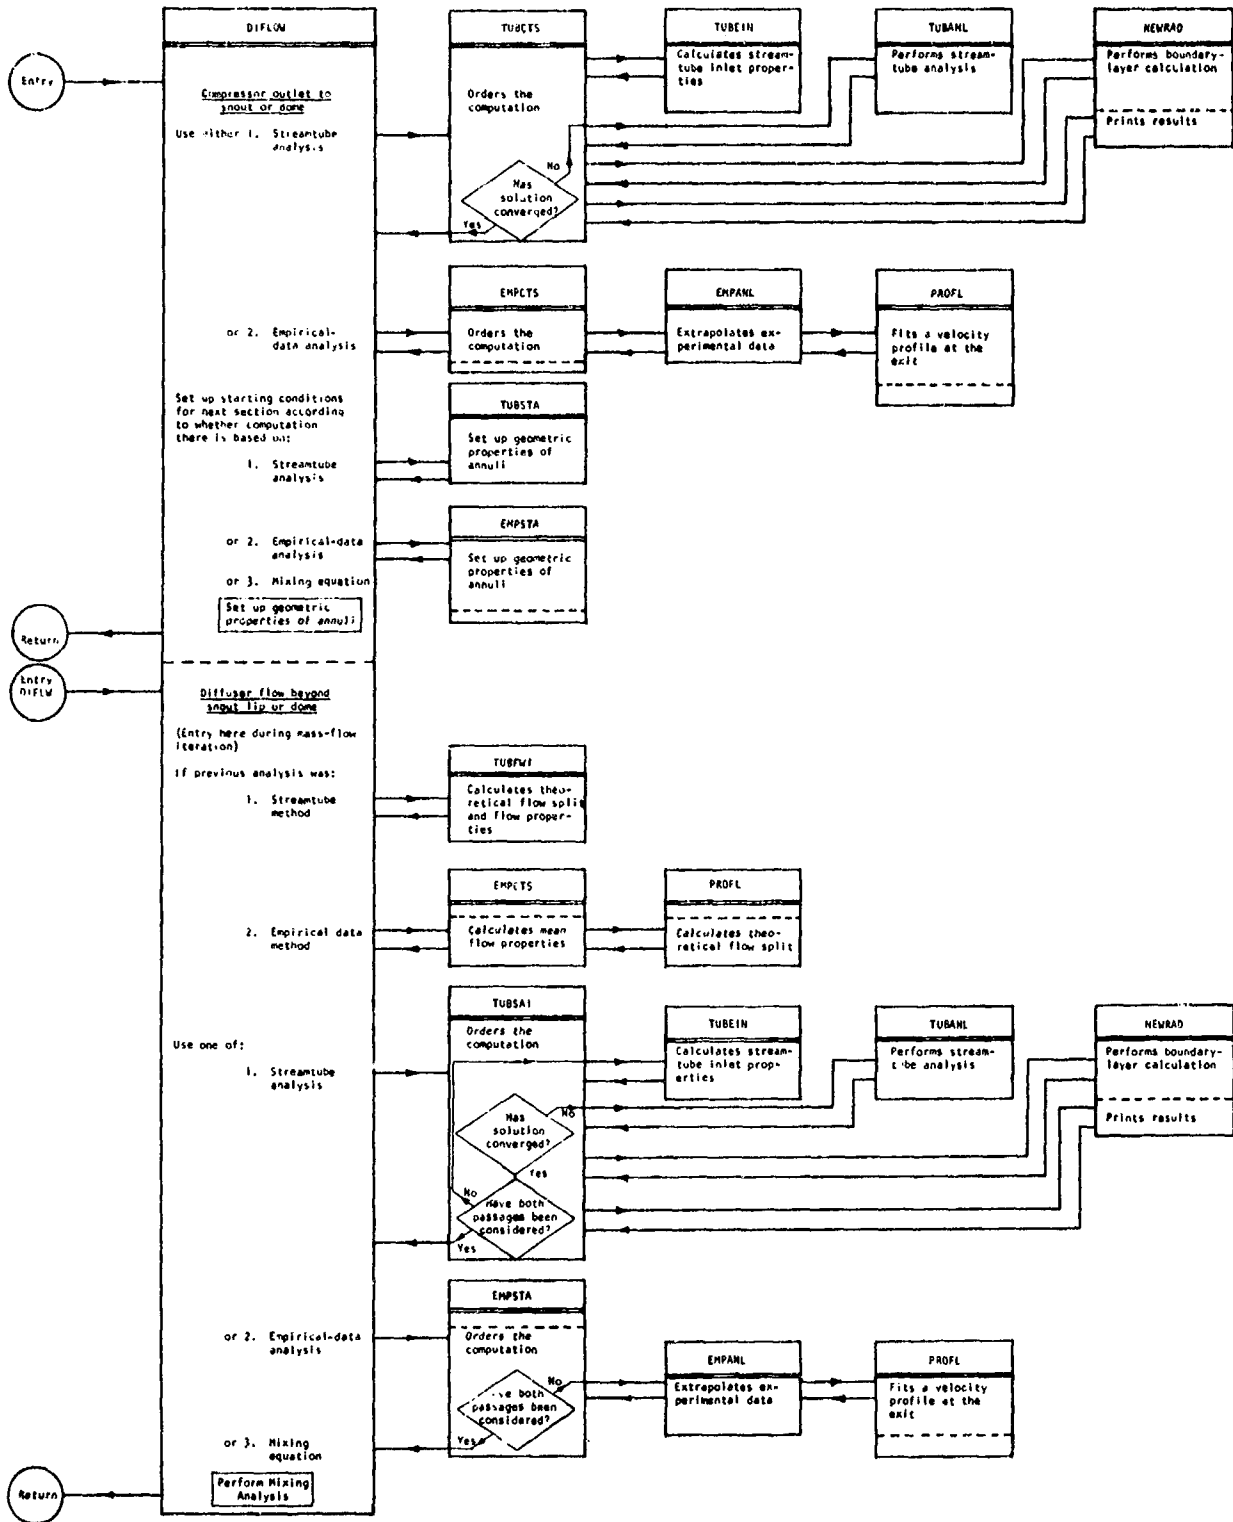 DIFLOW
TUBCTS
TUBEIN
TUBANL
NEWRAD
Entry
Compressor outlet to
snout or dome
Use either 1. Streamtube
analysis
Orders the
computation
No
Has
solution
converged?
Yes
Calculates stream-
tube inlet proper-
ties
Performs stream-
tube analysis
Performs boundary-
layer calculation
Prints results
EMPCTS
EMPANL
PROFL
or 2. Empirical-
data analysis
Orders the
computation
Extrapolates ex-
perimental data
Fits a velocity
profile at the
exit
Set up starting conditions
for next section according
to whether computation
there is based on:
1. Streamtube
analysis
TUBSTA
Set up geometric
properties of
annuli
or 2. Empirical-data
analysis
EMPSTA
Set up geometric
properties of
annuli
or 3. Mixing equation
Set up geometric
properties of annuli
Return
Entry
DIFLW
Diffuser flow beyond
snout lip or dome
(Entry here during mass-flow
iteration)
If previous analysis was:
1. Streamtube
method
Calculates theo-
retical flow split
and flow proper-
ties
EMPCTS
PROFL
2. Empirical data
method
Calculates mean
flow properties
Calculates theo-
retical flow split
Use one of:
1. Streamtube
analysis
TUBSA1
Orders the
computation
No
Has
solution
converged?
Yes
No
Have both
passages been
considered?
Yes
TUBEIN
Calculates stream-
tube inlet prop-
erties
TUBANL
Performs stream-
tube analysis
NEWRAD
Performs boundary-
layer calculation
Prints results
or 2. Empirical-data
analysis
EMPSTA
Orders the
computation
No
Have both
passages been
considered?
Yes
EMPANL
Extrapolates ex-
perimental data
PROFL
Fits a velocity
profile at the
exit
or 3. Mixing
equation
Perform Mixing
Analysis
Return